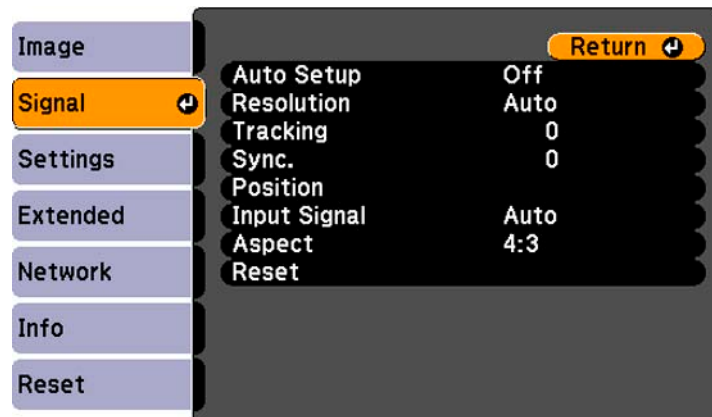 Image
Signal
Settings
Extended
Network
Info
Reset
Return
Auto Setup Off
Resolution Auto
Tracking 0
Sync. 0
Position
Input Signal Auto
Aspect 4:3
Reset